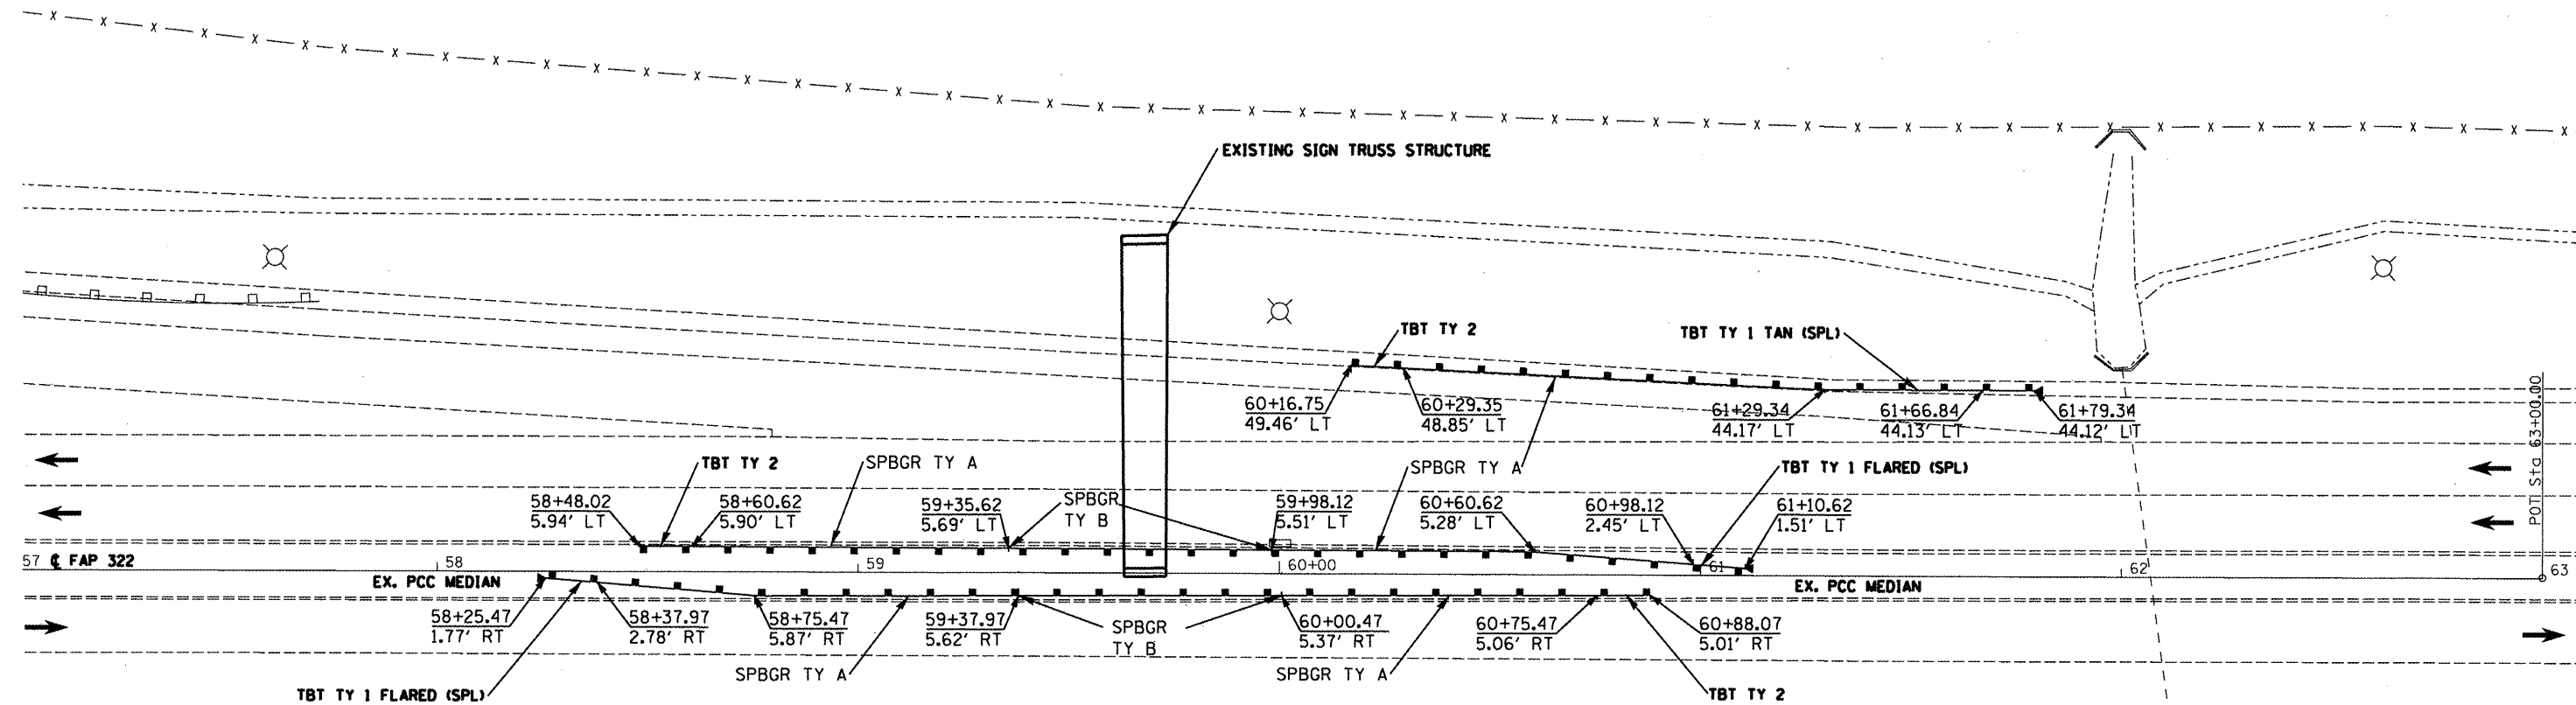 EXISTING SIGN TRUSS STRUCTURE
TBT TY 2
TBT TY 1 TAN (SPL)
60+16.75
49.46' LT
60+29.35
48.85' LT
61+29.34
44.17' LT
61+66.84
44.13' LT
61+79.34
44.12' LT
POT Sta 63+00.00
TBT TY 2
SPBGR TY A
SPBGR TY A
TBT TY 1 FLARED (SPL)
58+48.02
5.94' LT
58+60.62
5.90' LT
59+35.62
5.69' LT
SPBGR
TY B
59+98.12
5.51' LT
60+60.62
5.28' LT
60+98.12
2.45' LT
61+10.62
1.51' LT
57 ℄ FAP 322
58
59
60+00
61
62
63
EX. PCC MEDIAN
EX. PCC MEDIAN
58+25.47
1.77' RT
58+37.97
2.78' RT
58+75.47
5.87' RT
59+37.97
5.62' RT
SPBGR
TY B
60+00.47
5.37' RT
60+75.47
5.06' RT
60+88.07
5.01' RT
SPBGR TY A
SPBGR TY A
TBT TY 1 FLARED (SPL)
TBT TY 2